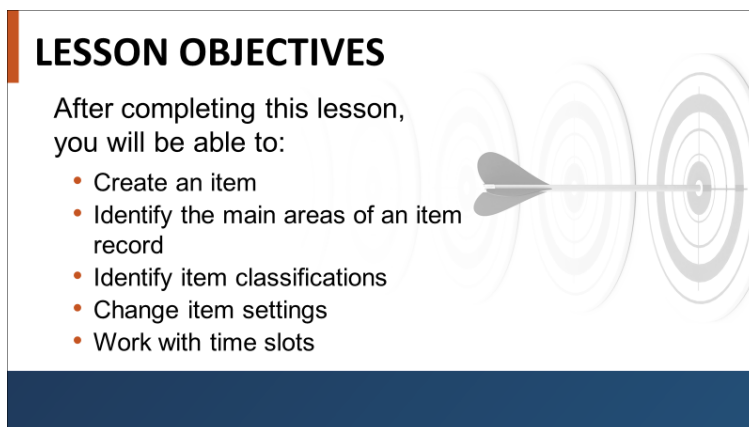 LESSON OBJECTIVES
After completing this lesson,
you will be able to:
• Create an item
• Identify the main areas of an item
record
• Identify item classifications
• Change item settings
• Work with time slots